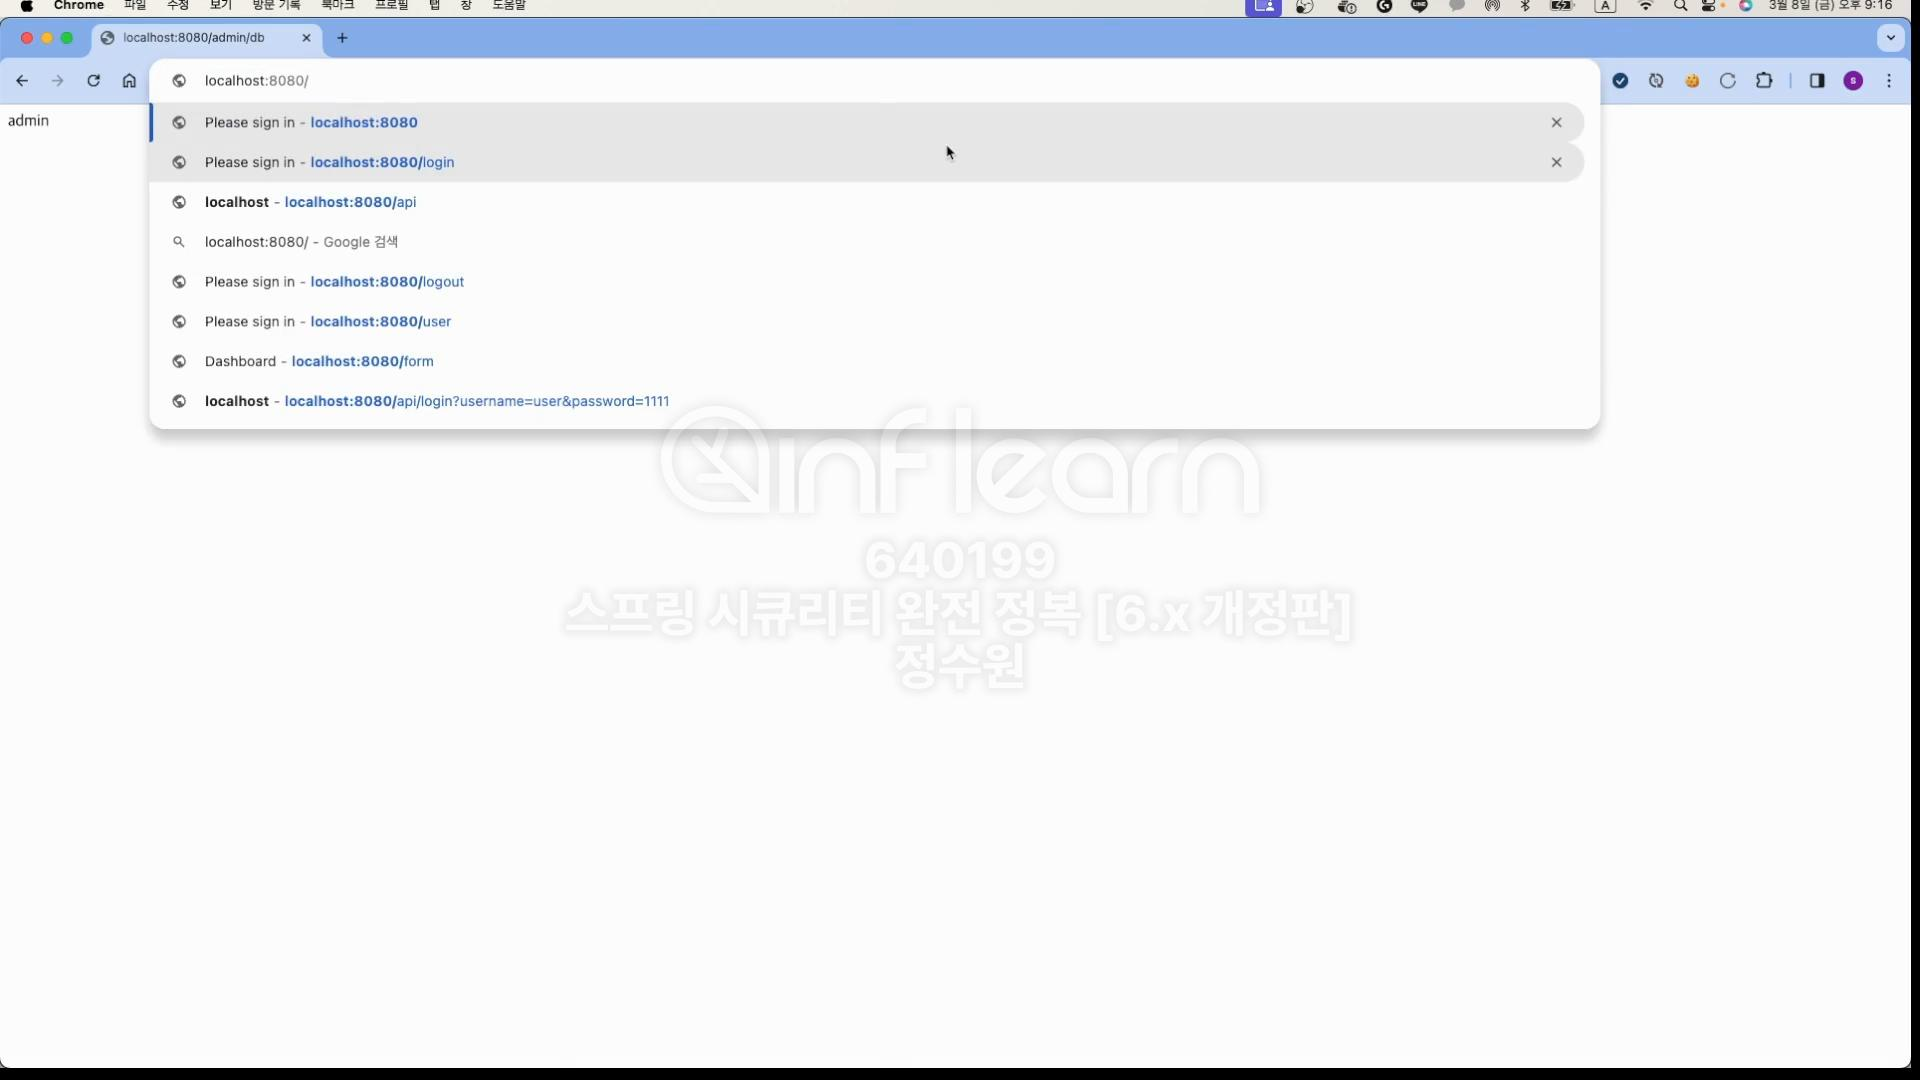 Chrome 파일 수정 보기 방문 기록 북마크 프로필 탭 창 도움말 A 3월 8일 (금) 오후 9:16
localhost:8080/admin/db
localhost:8080/
S
admin
Please sign in - localhost:8080
Please sign in - localhost:8080/login
localhost - localhost:8080/api
localhost:8080/ - Google 검색
Please sign in - localhost:8080/logout
Please sign in - localhost:8080/user
Dashboard - localhost:8080/form
localhost - localhost:8080/api/login?username=user&password=1111
inflearn
640199
스프링 시큐리티 완전 정복 [6.x 개정판]
정수원